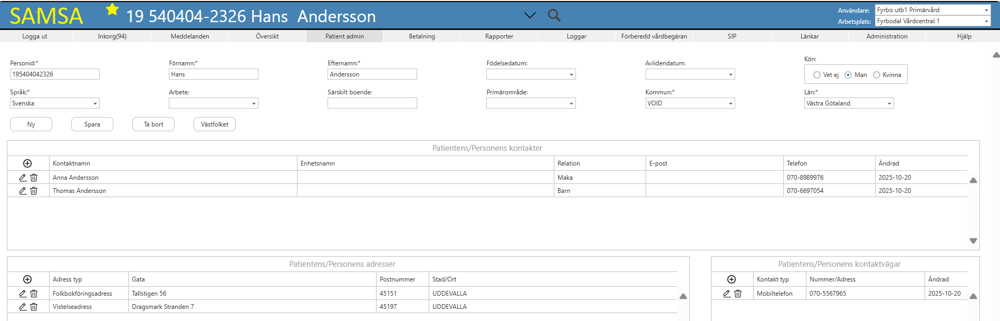 SAMSA 19 540404-2326 Hans Andersson
Användare: Fyrbo utb1 Primärvård
Arbetsplats: Fyrbodal Vårdcentral 1
Logga ut Inkorg(94) Meddelanden Översikt Patient admin Betalning Rapporter Loggar Förberedd vårdbegäran SIP Länkar Administration Hjälp
Personid:* Förnamn:* Efternamn:* Födelsedatum: Avlidendatum: Kön:
195404042326 Hans Andersson Vet ej Man Kvinna
Språk:* Arbete: Särskilt boende: Primärområde: Kommun:* Län:*
Svenska VOID Västra Götaland
Ny Spara Ta bort Västfolket
Patientens/Personens kontakter
Kontaktnamn Enhetsnamn Relation E-post Telefon Ändrad
Anna Andersson Maka 070-8989976 2025-10-20
Thomas Andersson Barn 070-6697054 2025-10-20
Patientens/Personens adresser
Adress typ Gata Postnummer Stad/Ort
Folkbokföringsadress Tallstigen 56 45151 UDDEVALLA
Vistelseadress Dragsmark Stranden 7 45197 UDDEVALLA
Patientens/Personens kontaktvägar
Kontakt typ Nummer/Adress Ändrad
Mobiltelefon 070-5567965 2025-10-20